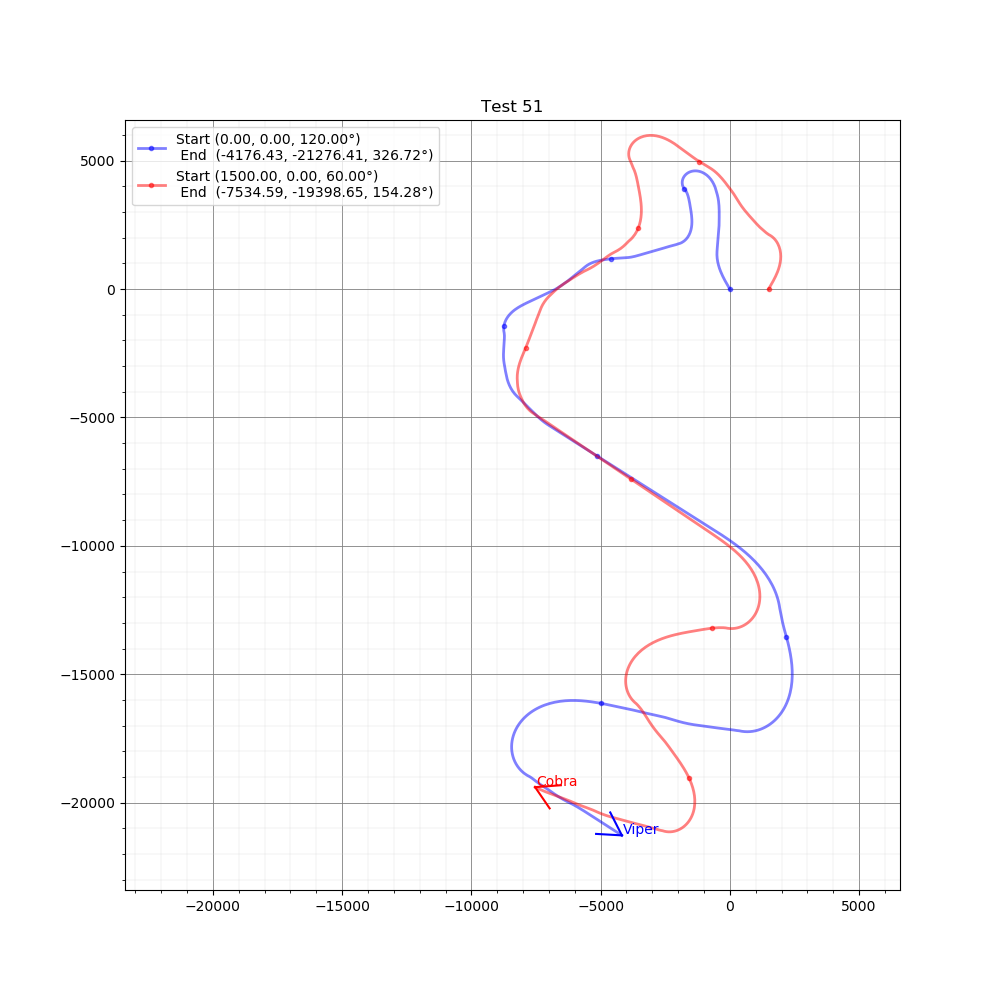 Test 51
Start (0.00, 0.00, 120.00°)
End (-4176.43, -21276.41, 326.72°)
Start (1500.00, 0.00, 60.00°)
End (-7534.59, -19398.65, 154.28°)
5000
0
−5000
−10000
−15000
−20000
Cobra
Viper
−20000 −15000 −10000 −5000 0 5000